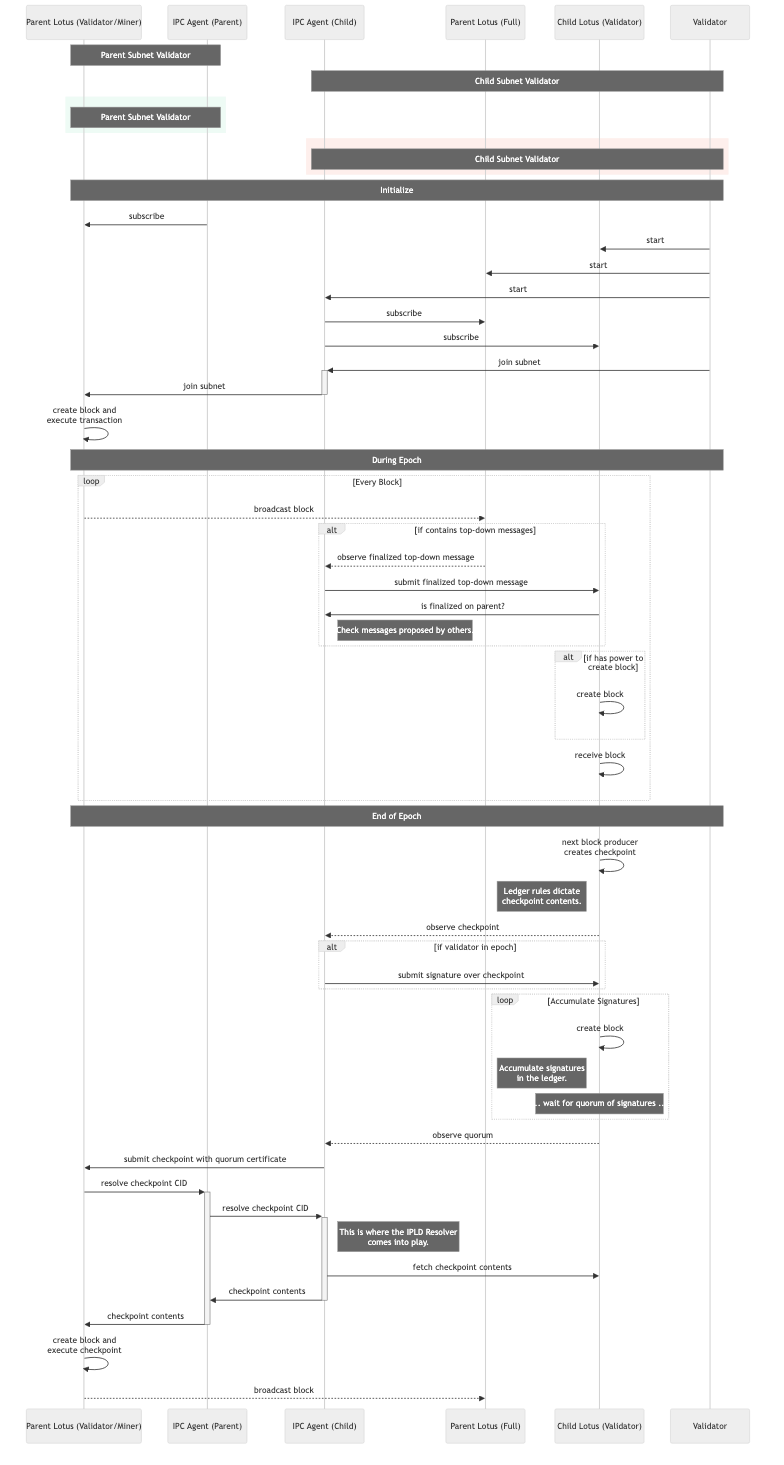 Parent Lotus (Validator/Miner)
IPC Agent (Parent)
IPC Agent (Child)
Parent Lotus (Full)
Child Lotus (Validator)
Validator
Parent Subnet Validator
Child Subnet Validator
Parent Subnet Validator
Child Subnet Validator
Initialize
subscribe
start
start
start
subscribe
subscribe
join subnet
join subnet
create block and
execute transaction
During Epoch
loop
[Every Block]
broadcast block
alt
[if contains top-down messages]
observe finalized top-down message
submit finalized top-down message
is finalized on parent?
Check messages proposed by others.
alt
[if has power to
create block]
create block
receive block
End of Epoch
next block producer
creates checkpoint
Ledger rules dictate
checkpoint contents.
observe checkpoint
alt
[if validator in epoch]
submit signature over checkpoint
loop
[Accumulate Signatures]
create block
Accumulate signatures
in the ledger.
.. wait for quorum of signatures ..
observe quorum
submit checkpoint with quorum certificate
resolve checkpoint CID
resolve checkpoint CID
This is where the IPLD Resolver
comes into play.
fetch checkpoint contents
checkpoint contents
checkpoint contents
create block and
execute checkpoint
broadcast block
Parent Lotus (Validator/Miner)
IPC Agent (Parent)
IPC Agent (Child)
Parent Lotus (Full)
Child Lotus (Validator)
Validator